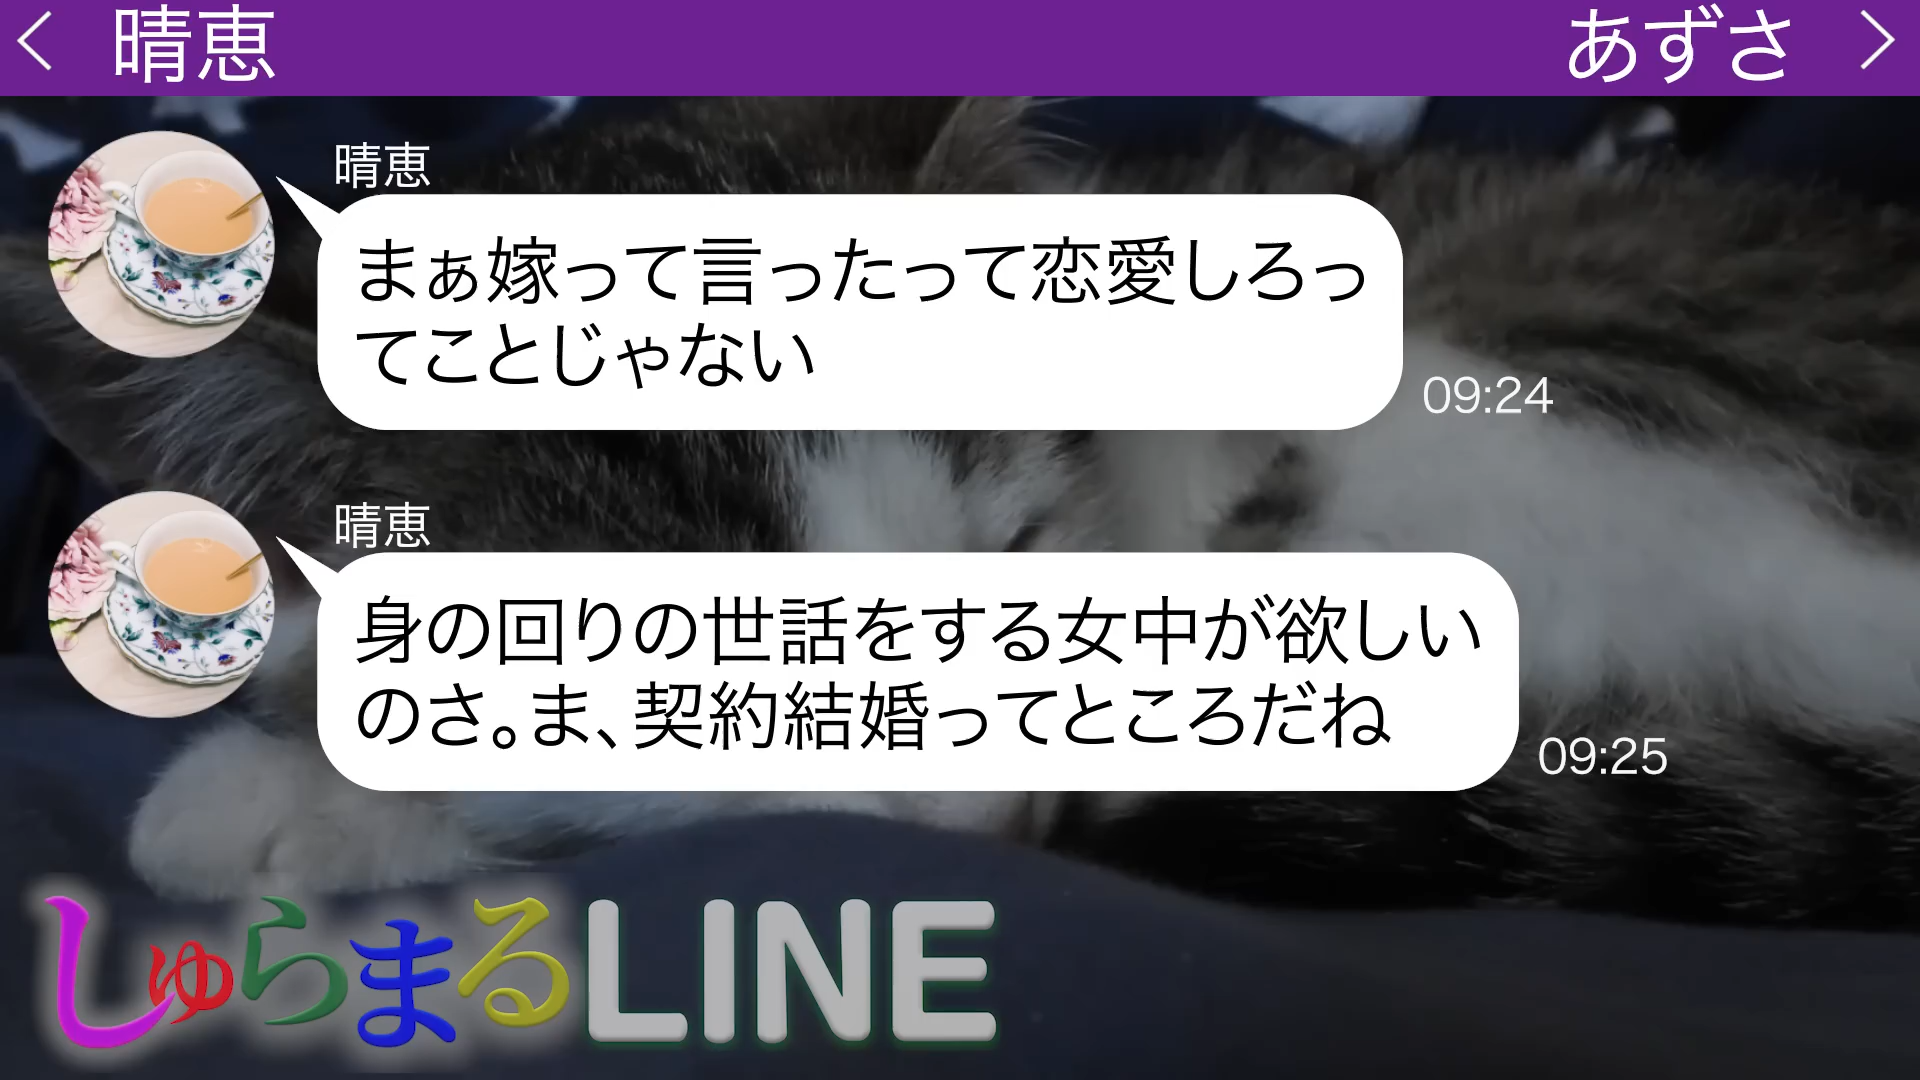 晴恵
あずさ
晴恵
まぁ嫁って言ったって恋愛しろっ
てことじゃない
09:24
晴恵
身の回りの世話をする女中が欲しい
のさ。ま、契約結婚ってところだね
09:25
しゅらまるLINE